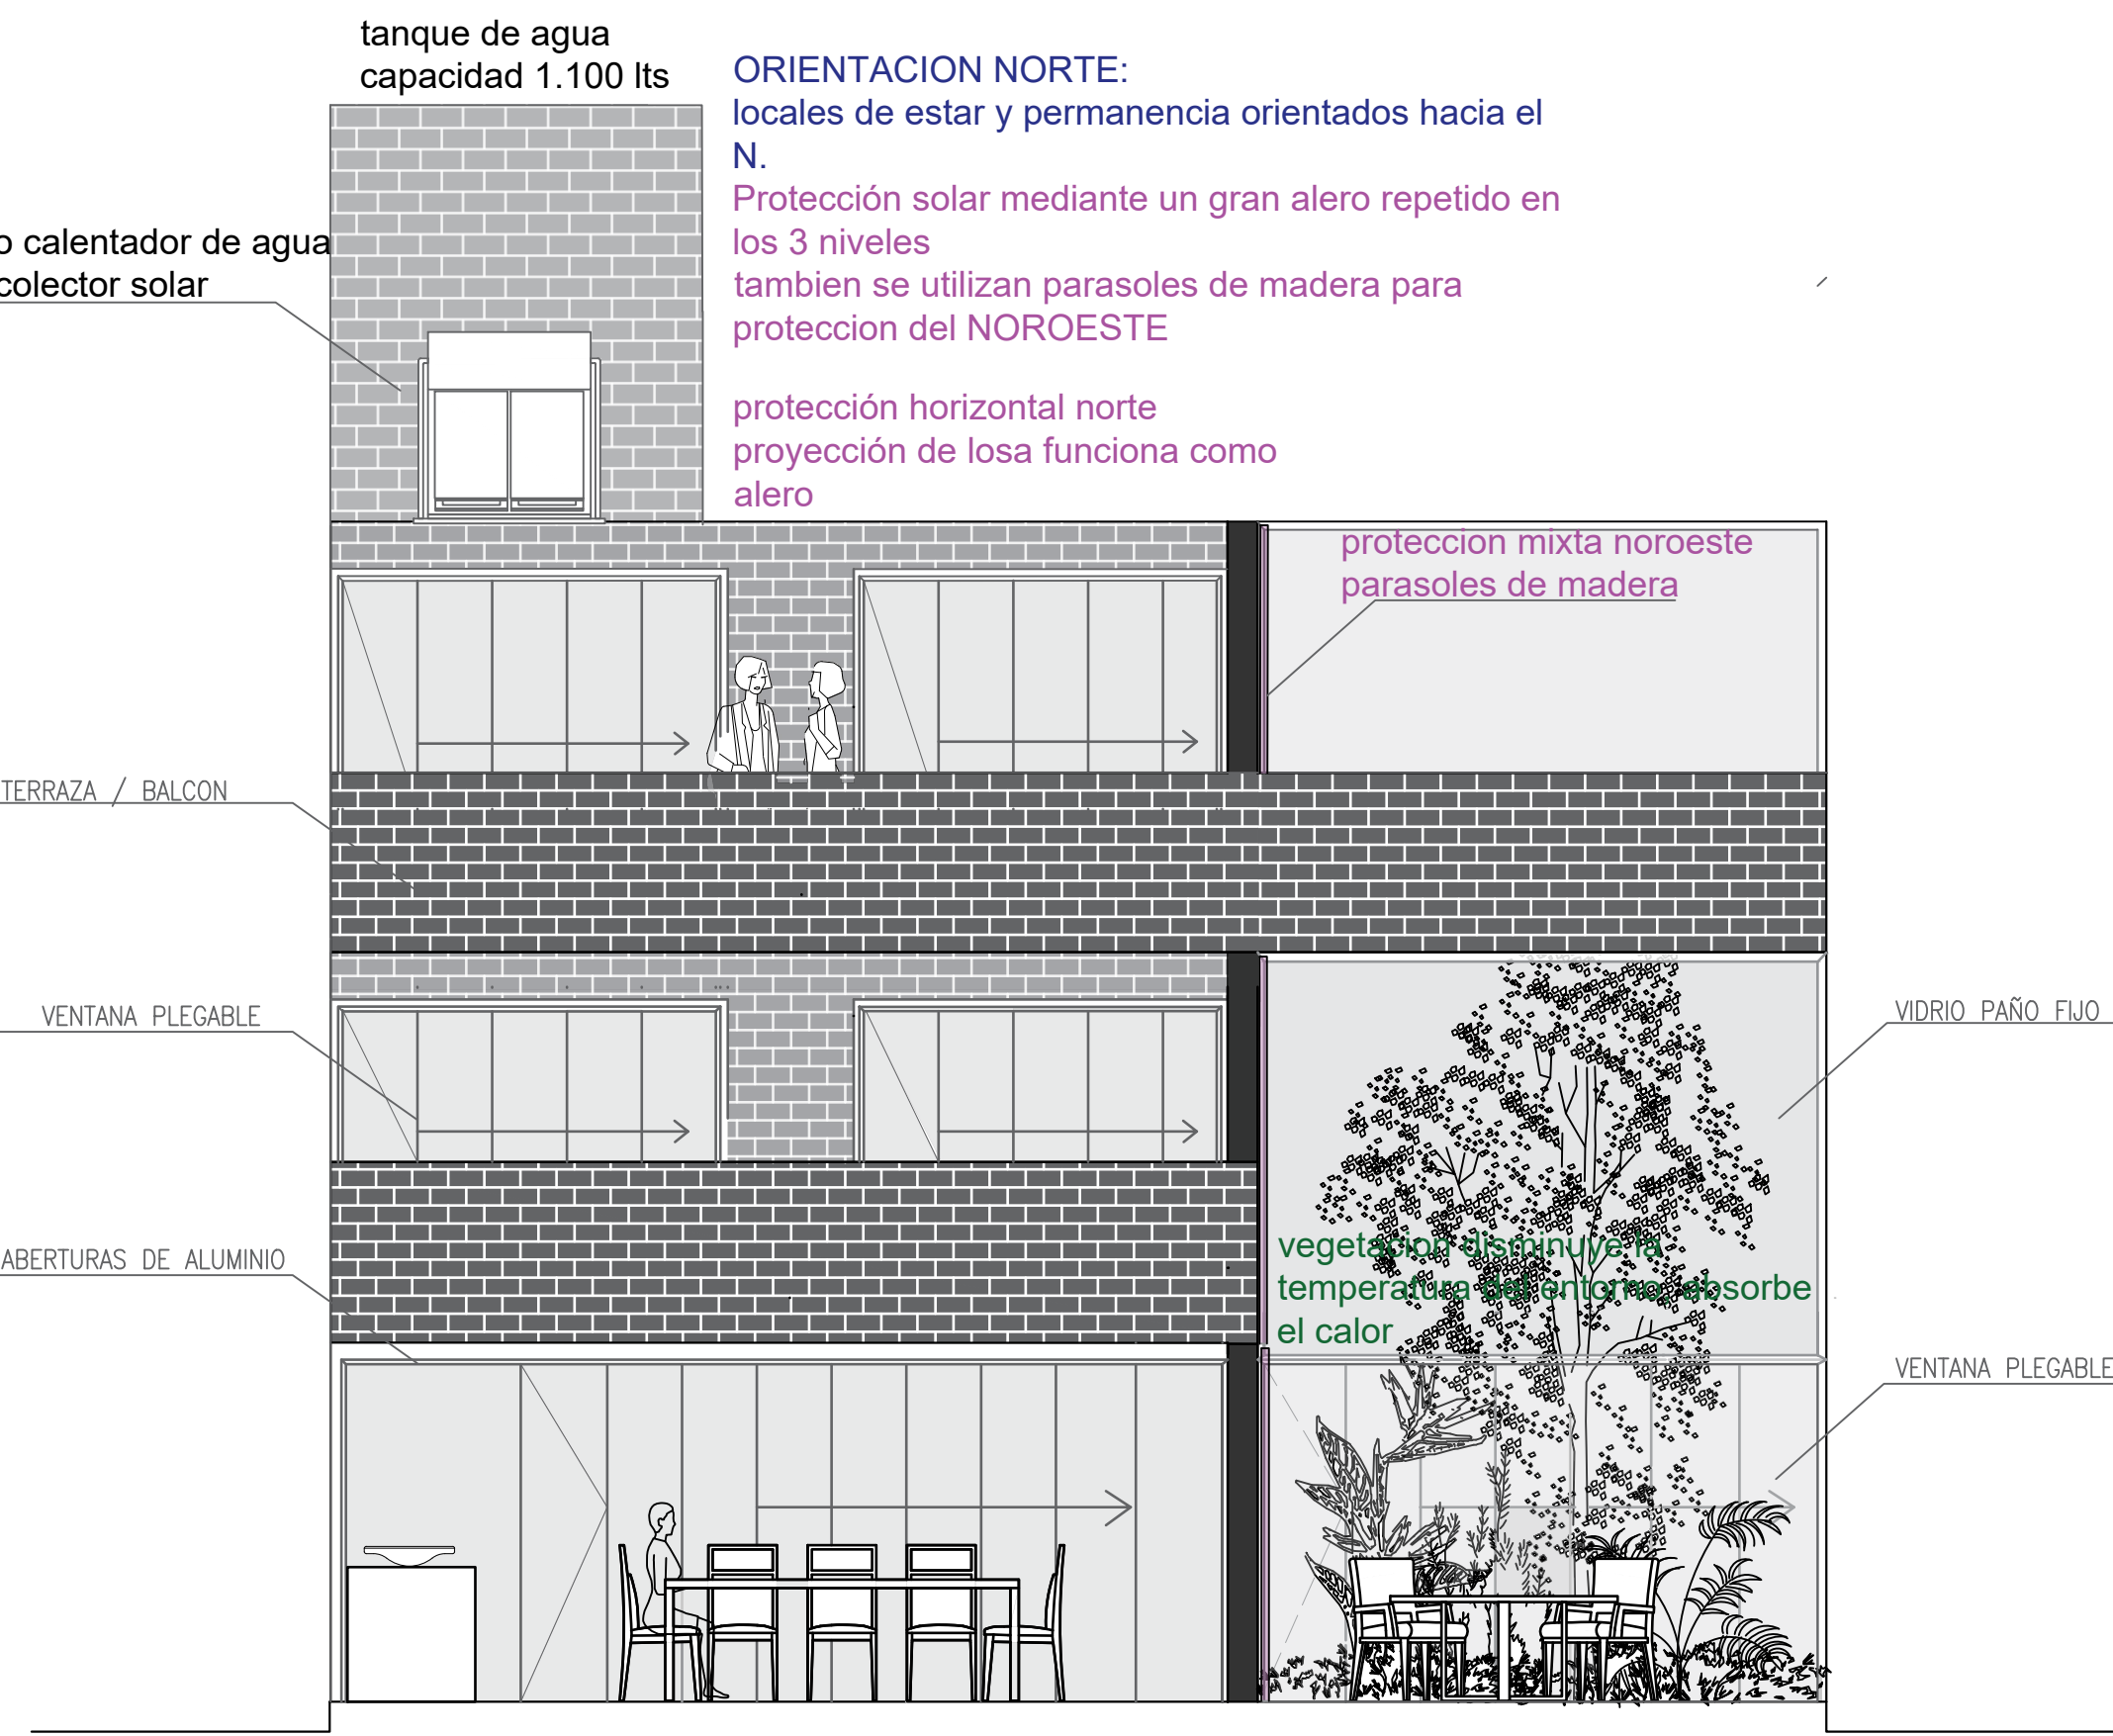 tanque de agua
capacidad 1.100 lts
ORIENTACION NORTE:
locales de estar y permanencia orientados hacia el
N.
Protección solar mediante un gran alero repetido en
los 3 niveles
tambien se utilizan parasoles de madera para
proteccion del NOROESTE
protección horizontal norte
proyección de losa funciona como
alero
o calentador de agua
colector solar
proteccion mixta noroeste
parasoles de madera
TERRAZA / BALCON
VENTANA PLEGABLE
VIDRIO PAÑO FIJO
ABERTURAS DE ALUMINIO
vegetacion disminuye la
temperatura del entorno, absorbe
el calor
VENTANA PLEGABLE